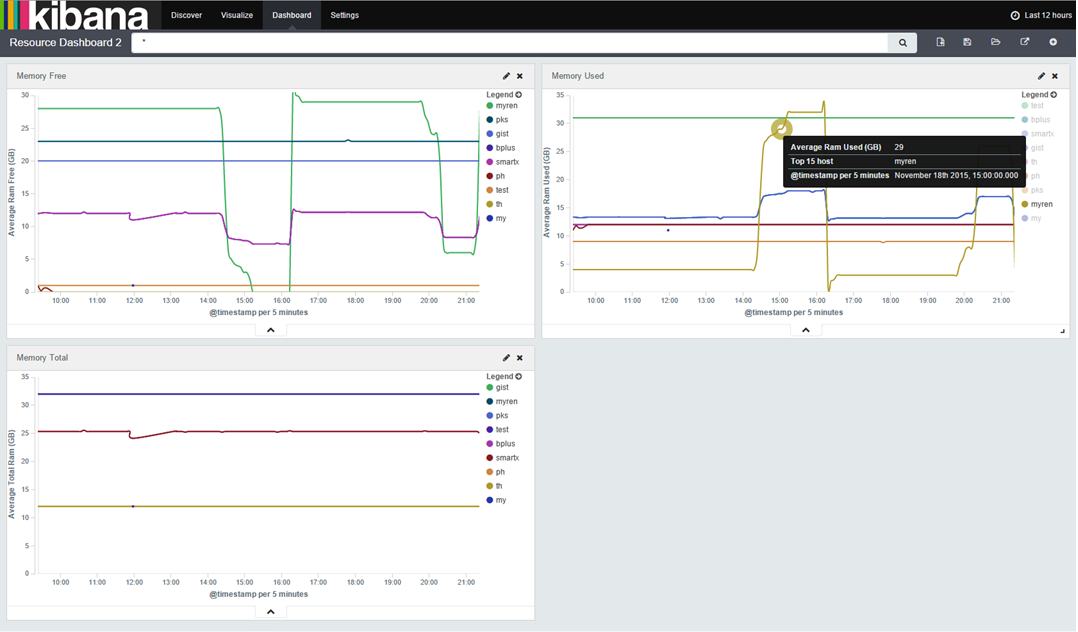 kibana Discover Visualize Dashboard Settings Last 12 hours
Resource Dashboard 2 *
Memory Free
Average Ram Free (GB)
30
25
20
15
10
5
0
10:00 11:00 12:00 13:00 14:00 15:00 16:00 17:00 18:00 19:00 20:00 21:00
@timestamp per 5 minutes
Legend
myren
pks
gist
bplus
smartx
ph
test
th
my
Memory Used
Average Ram Used (GB)
35
30
25
20
15
10
5
0
10:00 11:00 12:00 13:00 14:00 15:00 16:00 17:00 18:00 19:00 20:00 21:00
@timestamp per 5 minutes
Average Ram Used (GB) 29
Top 15 host myren
@timestamp per 5 minutes November 18th 2015, 15:00:00.000
Legend
test
bplus
smartx
gist
th
ph
pks
myren
my
Memory Total
Average Total Ram (GB)
35
30
25
20
15
10
5
0
10:00 11:00 12:00 13:00 14:00 15:00 16:00 17:00 18:00 19:00 20:00 21:00
@timestamp per 5 minutes
Legend
gist
myren
pks
test
bplus
smartx
ph
th
my